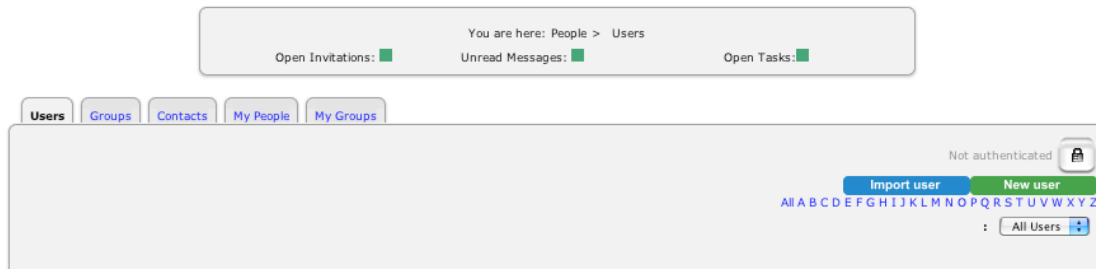 You are here: People > Users
Open Invitations: Unread Messages: Open Tasks:
Users Groups Contacts My People My Groups
Not authenticated
Import user New user
All A B C D E F G H I J K L M N O P Q R S T U V W X Y Z
: All Users